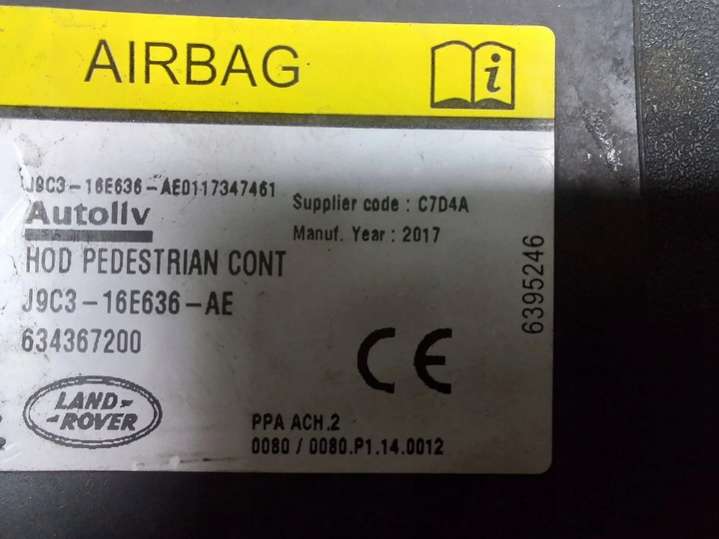 AIRBAG
J9C3-16E636-AE0117347461
Autoliv
Supplier code : C7D4A
Manuf. Year : 2017
HOD PEDESTRIAN CONT
J9C3-16E636-AE
634367200
6395246
CE
LAND-
-ROVER
PPA ACH.2
0080 / 0080.P1.14.0012